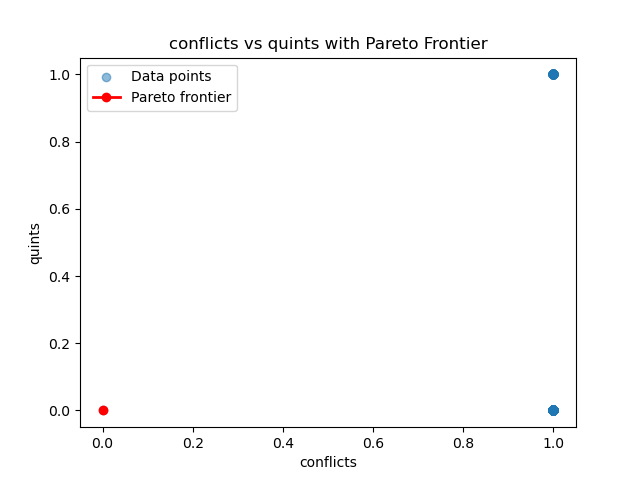 conflicts vs quints with Pareto Frontier
Data points
Pareto frontier
1.0
0.8
0.6
0.4
0.2
0.0
quints
0.0 0.2 0.4 0.6 0.8 1.0
conflicts